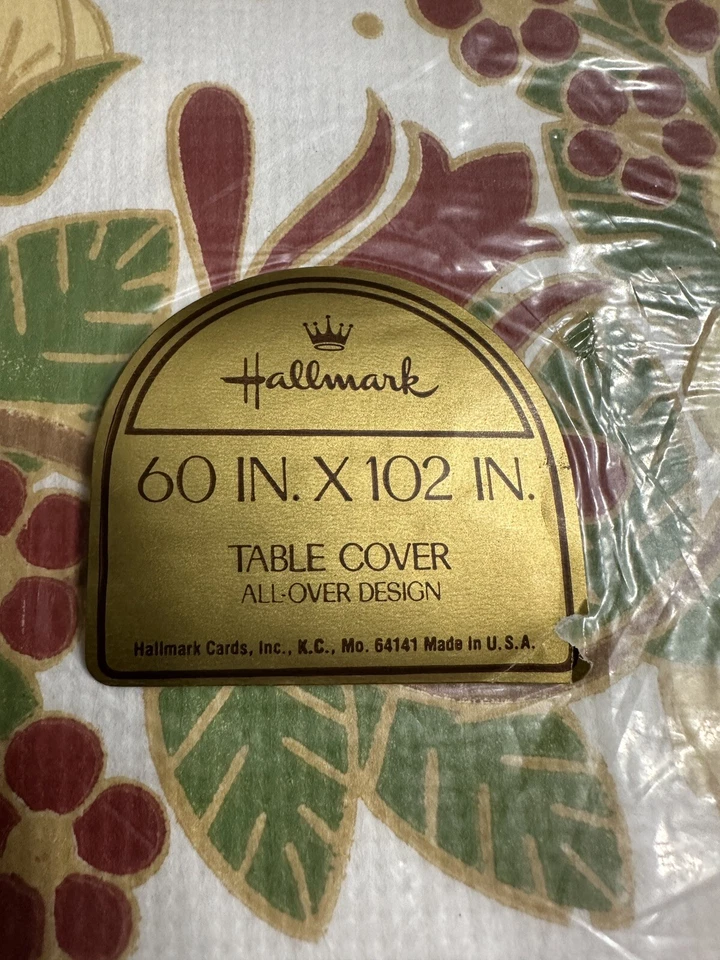 Hallmark
60 IN. X 102 IN.
TABLE COVER
ALL-OVER DESIGN
Hallmark Cards, Inc., K.C., Mo. 64141 Made in U.S.A.